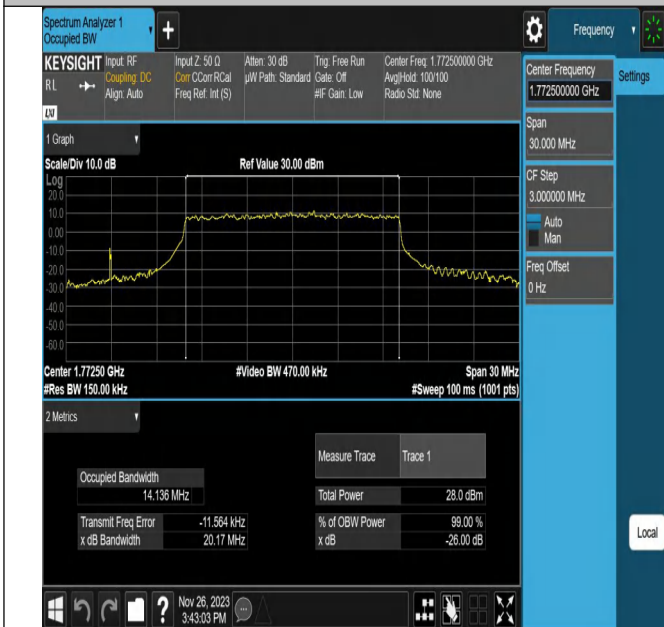 Spectrum Analyzer 1
Occupied BW
Frequency
KEYSIGHT
RL
LXI
Input: RF
Coupling: DC
Align: Auto
Input Z: 50 Ω
Corr CCorr RCal
Freq Ref: Int (S)
Atten: 30 dB
µW Path: Standard
Trig: Free Run
Gate: Off
#IF Gain: Low
Center Freq: 1.772500000 GHz
Avg|Hold: 100/100
Radio Std: None
Center Frequency
1.772500000 GHz
Settings
Span
30.000 MHz
CF Step
3.000000 MHz
Auto
Man
Freq Offset
0 Hz
Local
1 Graph
Scale/Div 10.0 dB
Ref Value 30.00 dBm
Log
20.0
10.0
0.00
-10.0
-20.0
-30.0
-40.0
-50.0
-60.0
Center 1.77250 GHz
#Video BW 470.00 kHz
Span 30 MHz
#Res BW 150.00 kHz
#Sweep 100 ms (1001 pts)
2 Metrics
Measure Trace
Trace 1
Occupied Bandwidth
14.136 MHz
Total Power
28.0 dBm
Transmit Freq Error
-11.564 kHz
% of OBW Power
99.00 %
x dB Bandwidth
20.17 MHz
x dB
-26.00 dB
?
Nov 26, 2023
3:43:03 PM